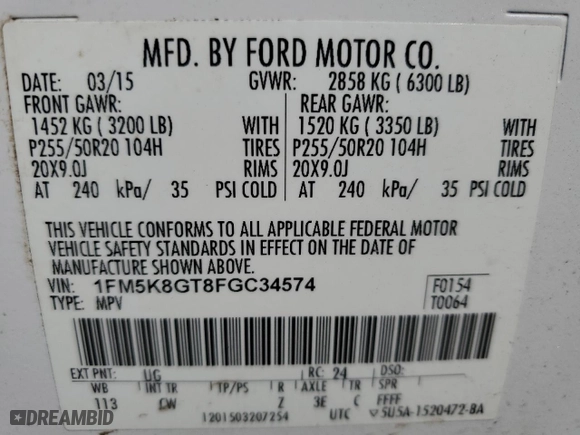 MFD. BY FORD MOTOR CO.
DATE: 03/15 GVWR: 2858 KG ( 6300 LB)
FRONT GAWR: REAR GAWR:
1452 KG ( 3200 LB) WITH 1520 KG ( 3350 LB) WITH
P255/50R20 104H TIRES P255/50R20 104H TIRES
20X9.0J RIMS 20X9.0J RIMS
AT 240 kPa/ 35 PSI COLD AT 240 kPa/ 35 PSI COLD
THIS VEHICLE CONFORMS TO ALL APPLICABLE FEDERAL MOTOR
VEHICLE SAFETY STANDARDS IN EFFECT ON THE DATE OF
MANUFACTURE SHOWN ABOVE.
VIN: 1FM5K8GT8FGC34574 F0154
TYPE: MPV T0064
EXT PNT: UG RC: 24 DSO:
WB INT TR TP/PS R AXLE TR SPR
113 CW Z 3E C FFFF
1201503207254 UTC 5U5A-1520472-BA
IDREAMBID